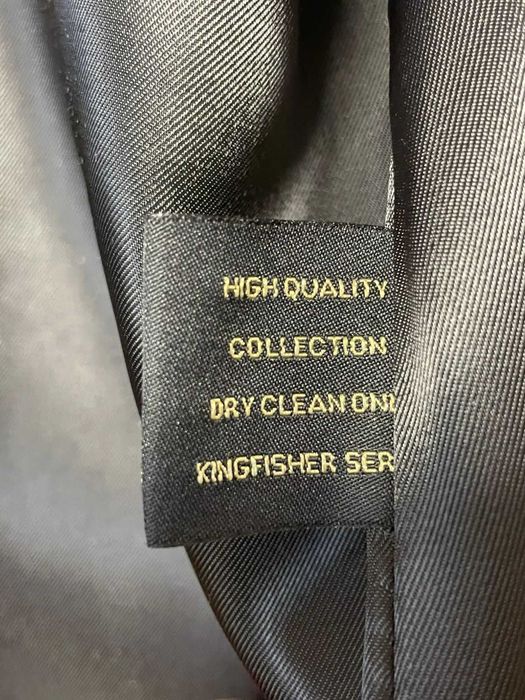 HIGH QUALITY
COLLECTION
DRY CLEAN ONL
KINGFISHER SER